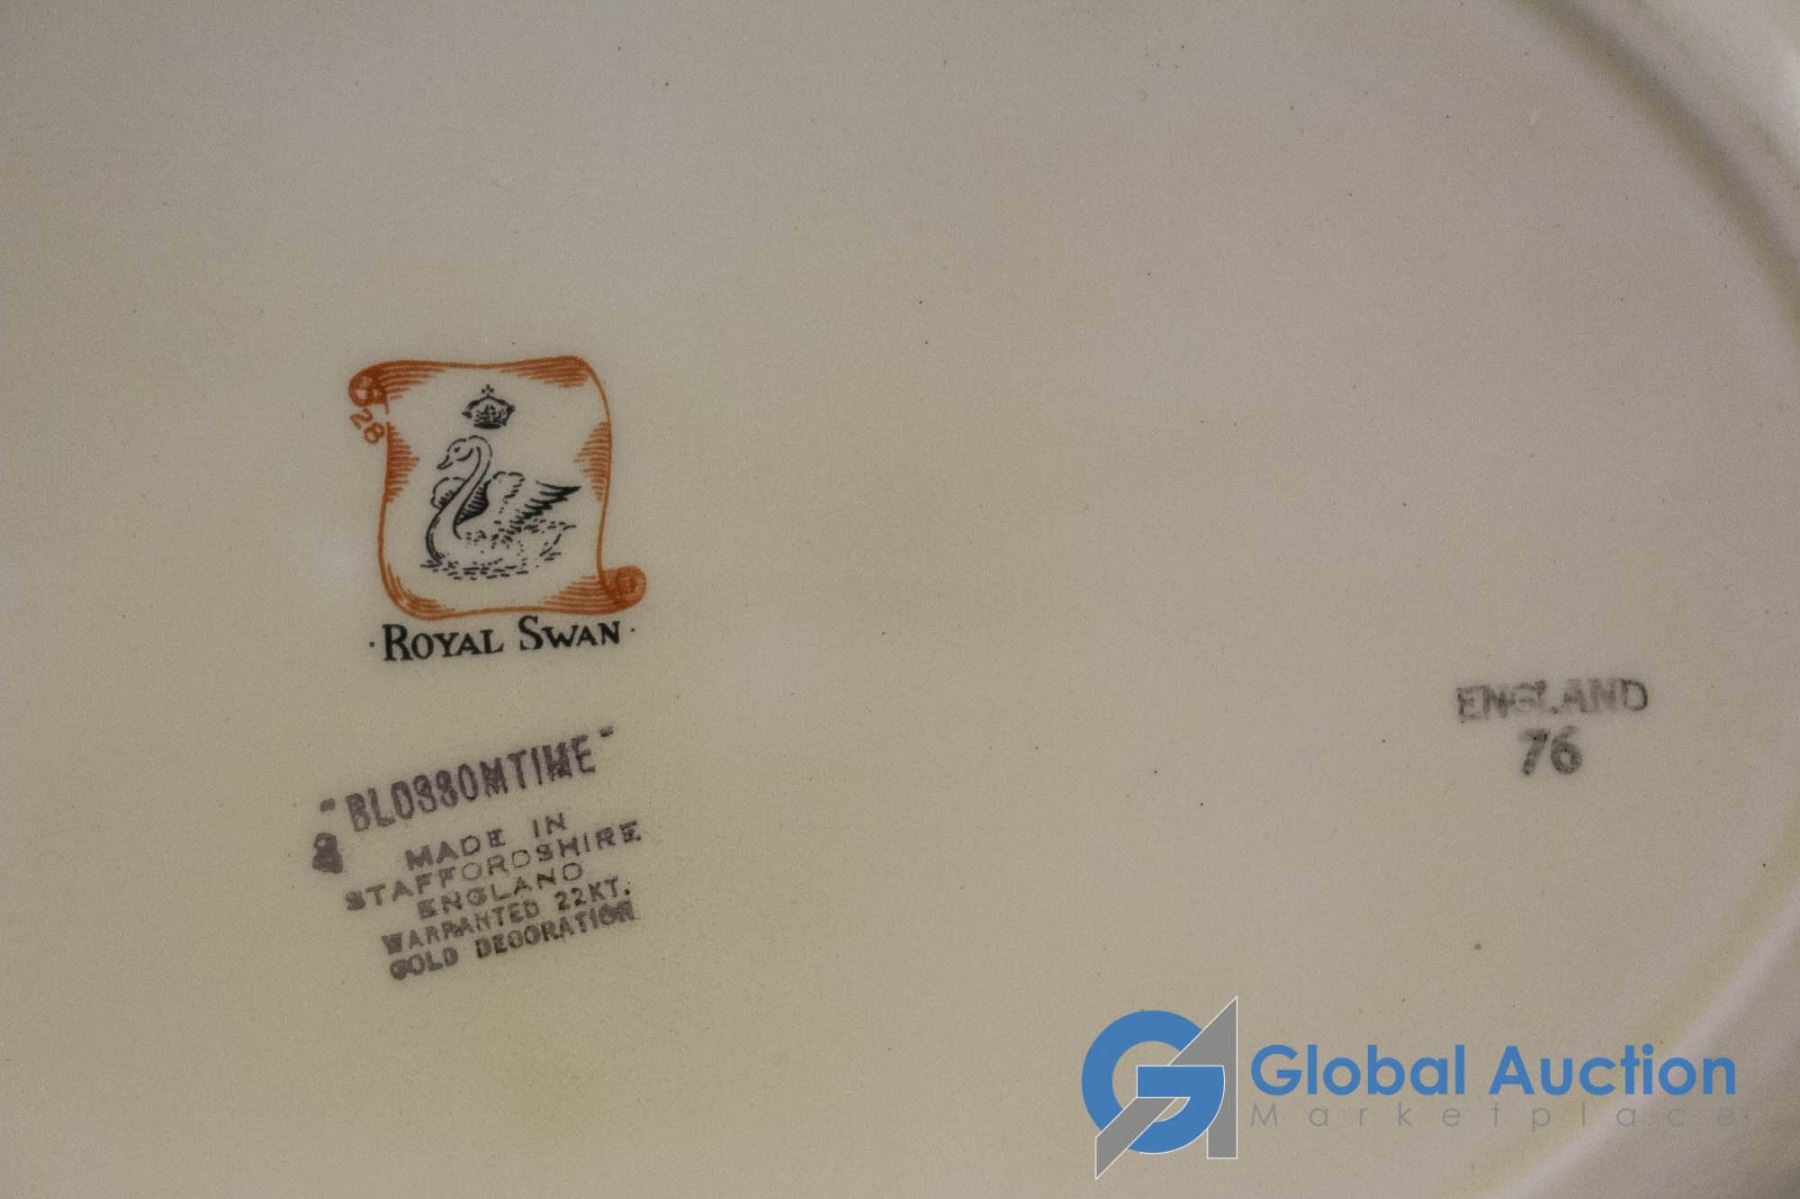 28
·ROYAL SWAN·
"BLOSSOMTIME"
MADE IN
STAFFORDSHIRE
ENGLAND
WARRANTED 22KT.
GOLD DECORATION
ENGLAND
76
Global Auction
Marketplace